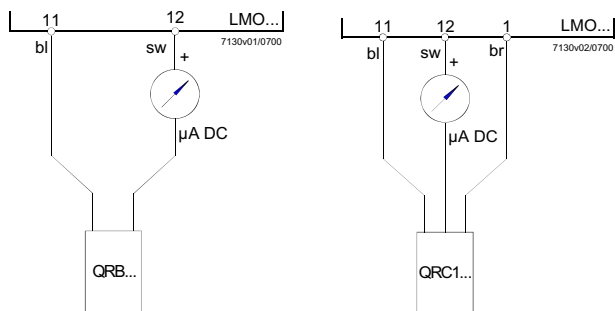 11 12 LMO...
bl sw + 7130v01/0700
µA DC
QRB...
11 12 1 LMO...
bl sw + br 7130v02/0700
µA DC
QRC1...